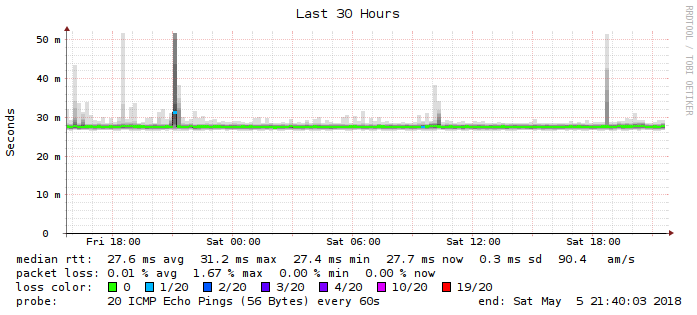 Last 30 Hours
RRDTOOL / TOBI OETIKER
Seconds
50 m
40 m
30 m
20 m
10 m
0
Fri 18:00 Sat 00:00 Sat 06:00 Sat 12:00 Sat 18:00
median rtt: 27.6 ms avg 31.2 ms max 27.4 ms min 27.7 ms now 0.3 ms sd 90.4 am/s
packet loss: 0.01 % avg 1.67 % max 0.00 % min 0.00 % now
loss color: 0 1/20 2/20 3/20 4/20 10/20 19/20
probe: 20 ICMP Echo Pings (56 Bytes) every 60s end: Sat May 5 21:40:03 2018